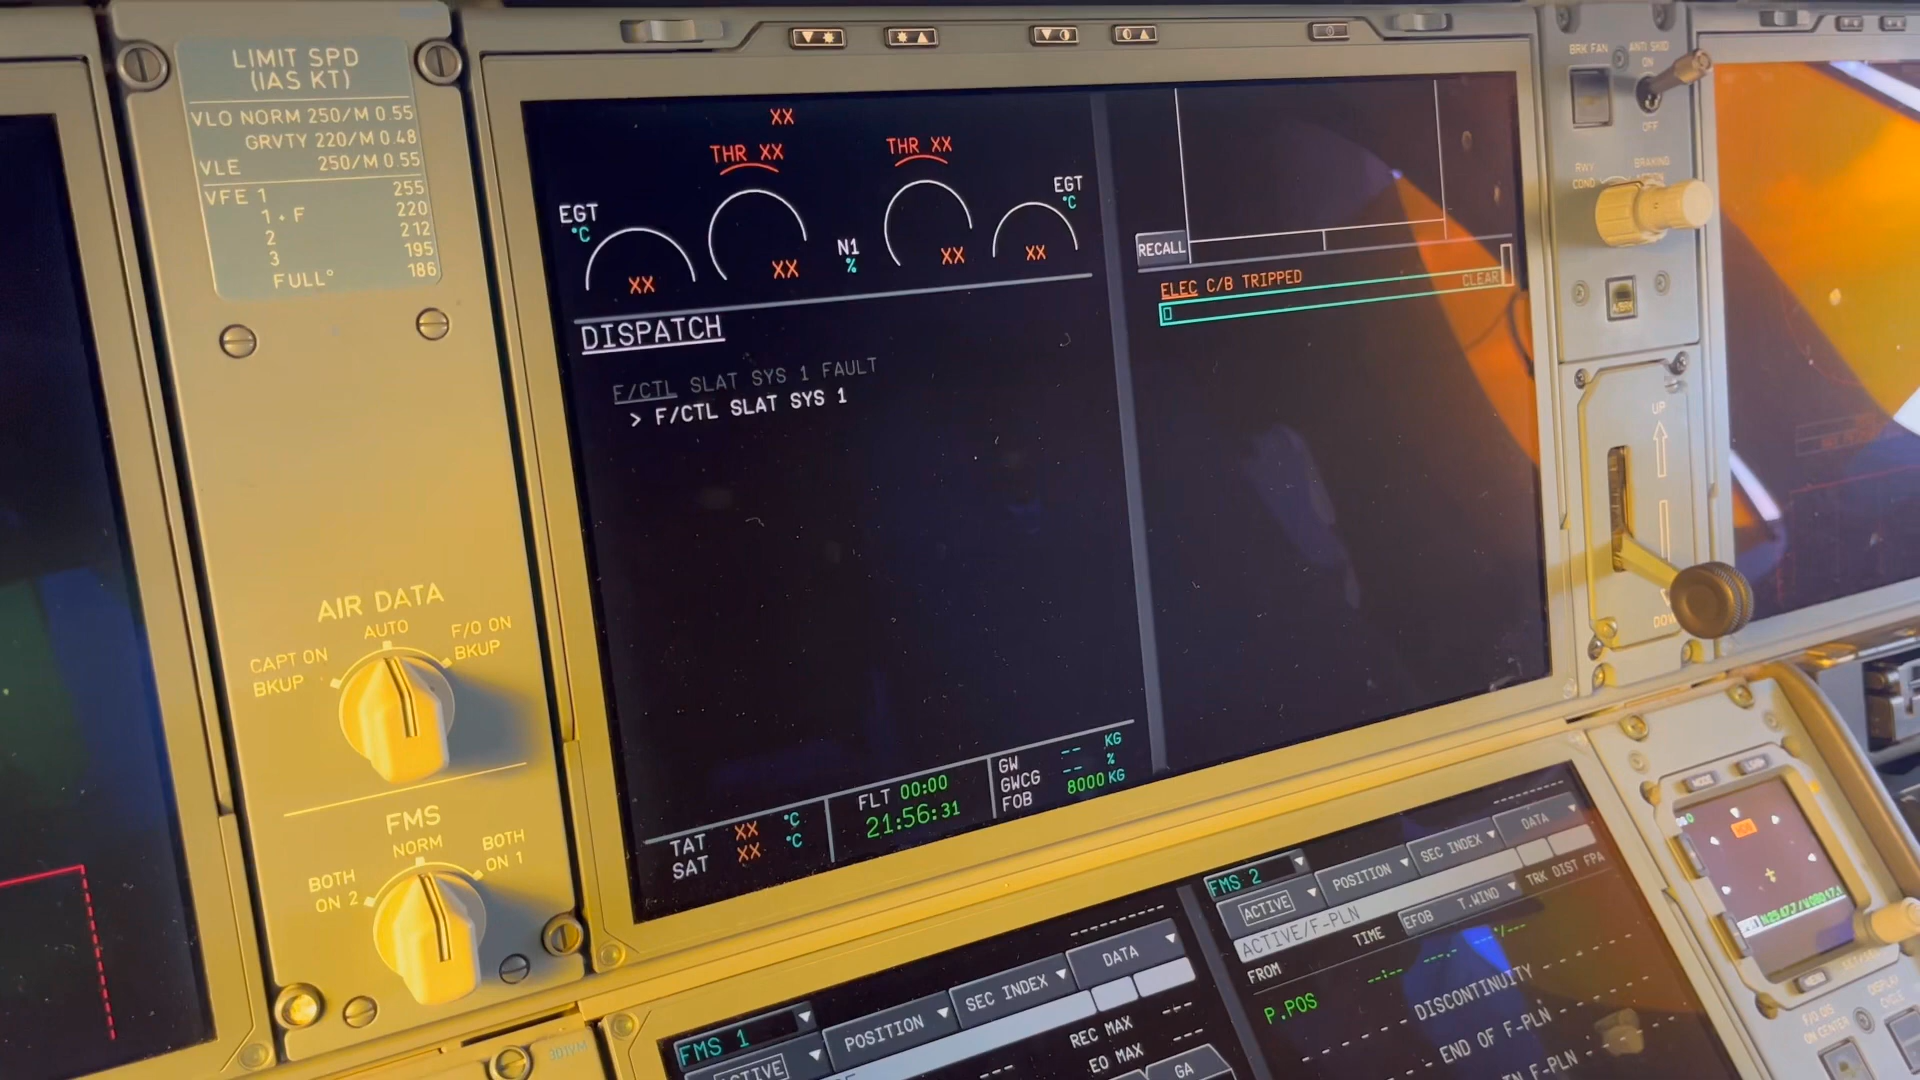 LIMIT SPD
(IAS KT)
VLO NORM 250/M 0.55
GRVTY 220/M 0.48
VLE 250/M 0.55
VFE 1 255
1+F 220
2 212
3 195
FULL 186
AIR DATA
AUTO
CAPT ON
BKUP
F/O ON
BKUP
FMS
NORM
BOTH
ON 2
BOTH
ON 1
XX
THR XX
THR XX
EGT
°C
EGT
°C
N1
%
XX
XX
XX
XX
DISPATCH
F/CTL SLAT SYS 1 FAULT
> F/CTL SLAT SYS 1
TAT XX °C
SAT XX °C
FLT 00:00
21:56:31
GW -- KG
GWCG -- %
FOB 8000 KG
RECALL
ELEC C/B TRIPPED
CLEAR
BRK FAN
ANTI SKID
ON
OFF
RWY
COND
BRAKING
UP
DOWN
FMS 1
ACTIVE
POSITION
SEC INDEX
DATA
REC MAX
EO MAX
GA
FMS 2
ACTIVE
POSITION
SEC INDEX
DATA
ACTIVE/F-PLN
FROM
TIME
EFOB
T.WIND
TRK DIST FPA
P.POS
DISCONTINUITY
END OF F-PLN
F-PLN